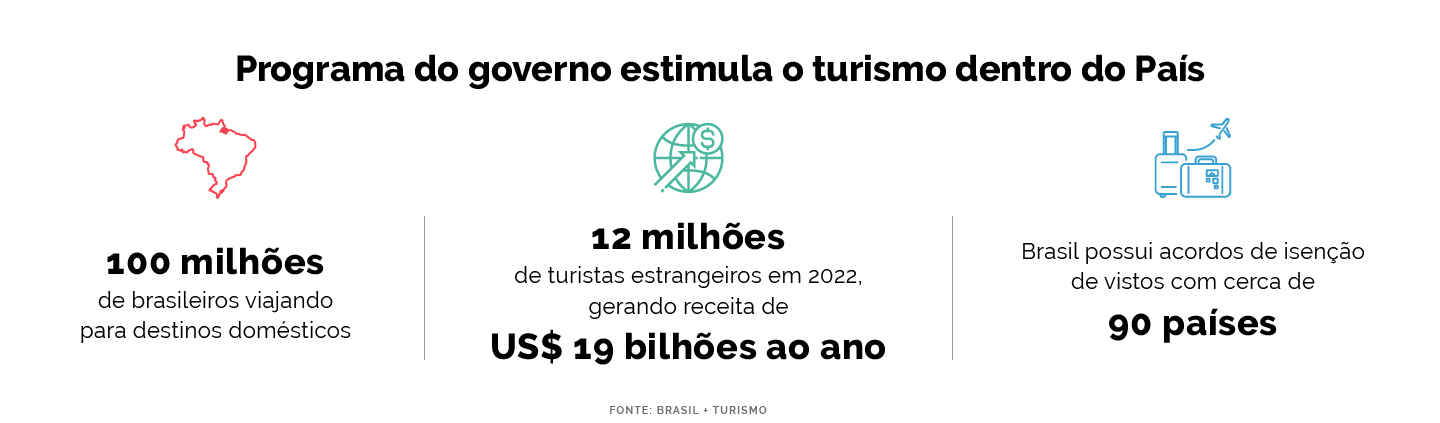 Programa do governo estimula o turismo dentro do País
100 milhões
de brasileiros viajando
para destinos domésticos
12 milhões
de turistas estrangeiros em 2022,
gerando receita de
US$ 19 bilhões ao ano
Brasil possui acordos de isenção
de vistos com cerca de
90 países
FONTE: BRASIL + TURISMO